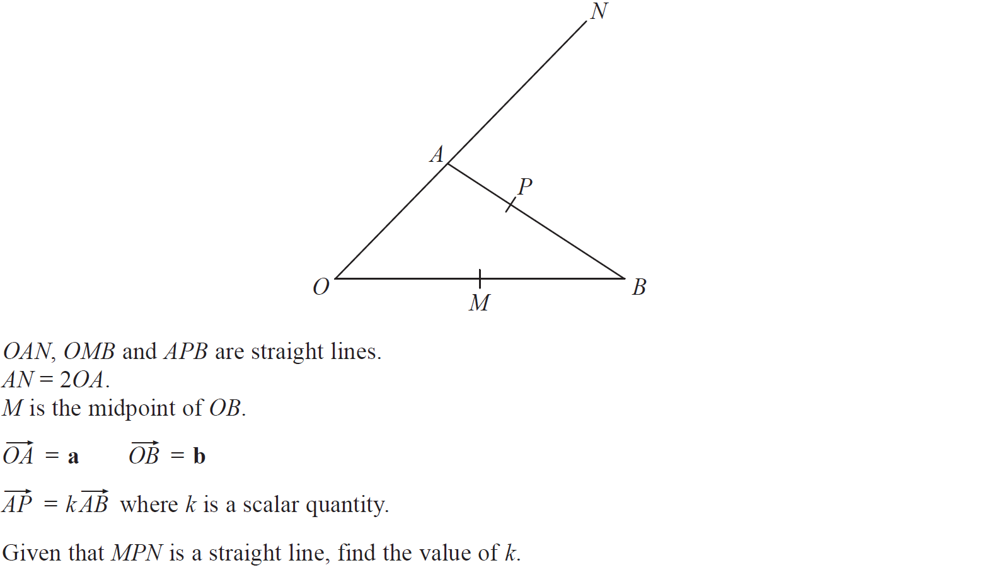 N
A
P
O
B
M
OAN, OMB and APB are straight lines.
AN = 2OA.
M is the midpoint of OB.
OA = a OB = b
AP = kAB where k is a scalar quantity.
Given that MPN is a straight line, find the value of k.